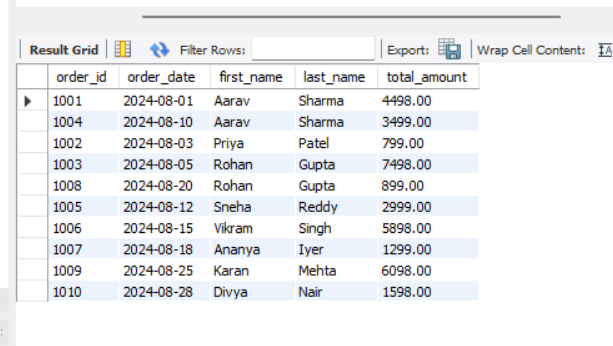 Result Grid Filter Rows: Export: Wrap Cell Content:
order_id order_date first_name last_name total_amount
1001 2024-08-01 Aarav Sharma 4498.00
1004 2024-08-10 Aarav Sharma 3499.00
1002 2024-08-03 Priya Patel 799.00
1003 2024-08-05 Rohan Gupta 7498.00
1008 2024-08-20 Rohan Gupta 899.00
1005 2024-08-12 Sneha Reddy 2999.00
1006 2024-08-15 Vikram Singh 5898.00
1007 2024-08-18 Ananya Iyer 1299.00
1009 2024-08-25 Karan Mehta 6098.00
1010 2024-08-28 Divya Nair 1598.00